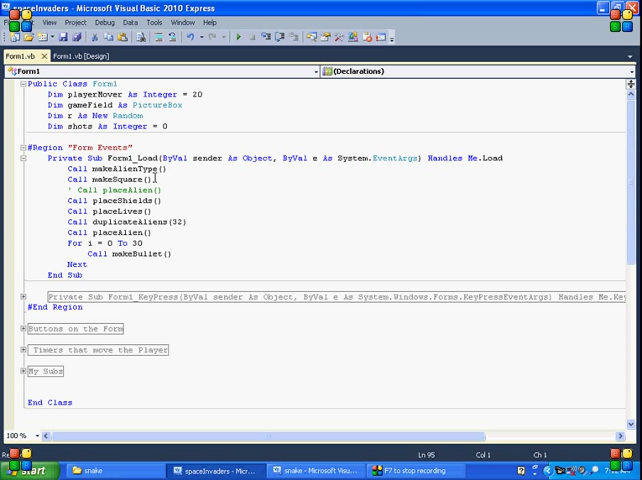 spaceInvaders - Microsoft Visual Basic 2010 Express
View Project Debug Data Tools Window Help
Form1.vb Form1.vb [Design]
Form1 (Declarations)
Public Class Form1
Dim playerMover As Integer = 20
Dim gameField As PictureBox
Dim r As New Random
Dim shots As Integer = 0
#Region "Form Events"
Private Sub Form1_Load(ByVal sender As Object, ByVal e As System.EventArgs) Handles Me.Load
Call makeAlienType()
Call makeSquare()
' Call placeAlien()
Call placeShields()
Call placeLives()
Call duplicateAliens(32)
Call placeAlien()
For i = 0 To 30
Call makeBullet()
Next
End Sub
Private Sub Form1_KeyPress(ByVal sender As Object, ByVal e As System.Windows.Forms.KeyPressEventArgs) Handles Me.Key
#End Region
Buttons on the Form
Timers that move the Player
My Subs
End Class
100 %
Ln 95 Col 1 Ch 1
start snake spaceInvaders - Micr... snake - Microsoft Visu... F7 to stop recording